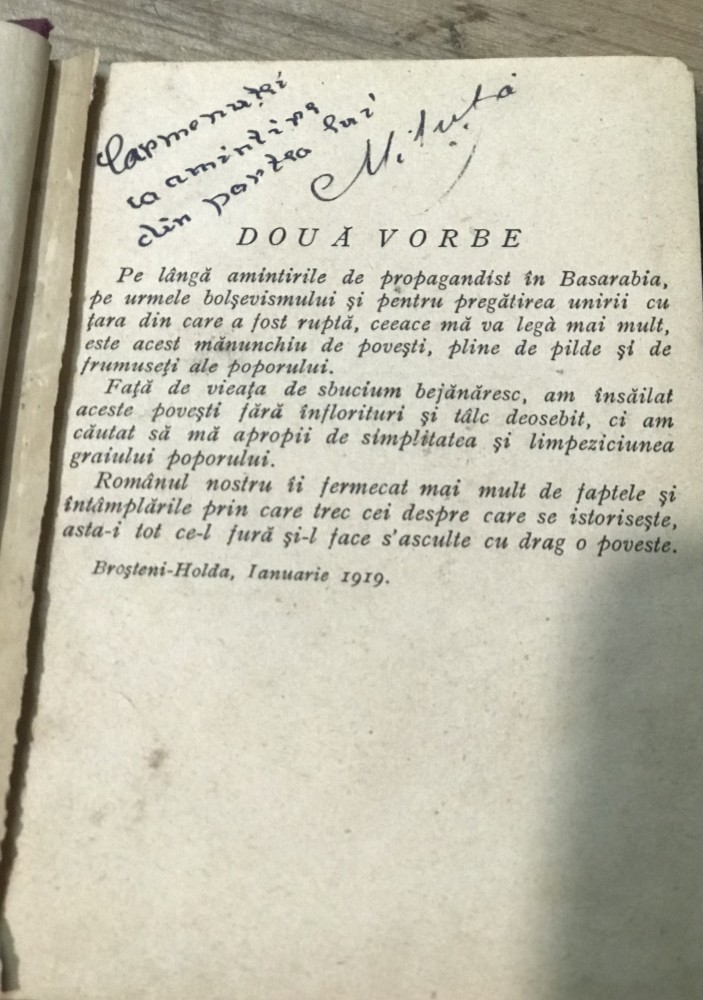 Carmenuței
ca amintire
din partea lui
Mițută
DOUĂ VORBE
Pe lângă amintirile de propagandist în Basarabia,
pe urmele bolșevismului și pentru pregătirea unirii cu
țara din care a fost ruptă, ceeace mă va legà mai mult,
este acest mănunchiu de povești, pline de pilde și de
frumuseți ale poporului.
Față de vieața de sbucium bejănăresc, am însăilat
aceste povești fără înflorituri și tâlc deosebit, ci am
căutat să mă apropii de simplitatea și limpeziciunea
graiului poporului.
Românul nostru îi fermecat mai mult de faptele și
întâmplările prin care trec cei despre care se istorisește,
asta-i tot ce-l fură și-l face s'asculte cu drag o poveste.
Broșteni-Holda, Ianuarie 1919.